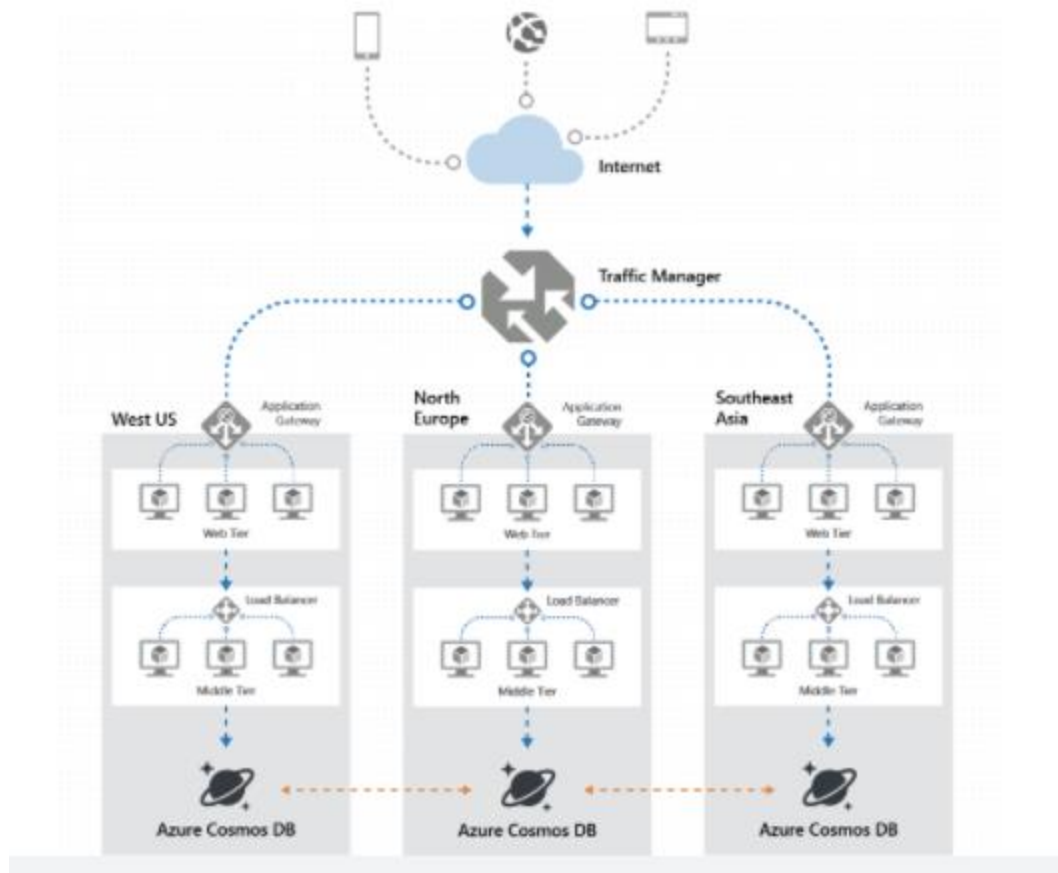 Internet
Traffic Manager
West US
Application
Gateway
North
Europe
Application
Gateway
Southeast
Asia
Application
Gateway
Web Tier
Web Tier
Web Tier
Load Balancer
Load Balancer
Load Balancer
Middle Tier
Middle Tier
Middle Tier
Azure Cosmos DB
Azure Cosmos DB
Azure Cosmos DB